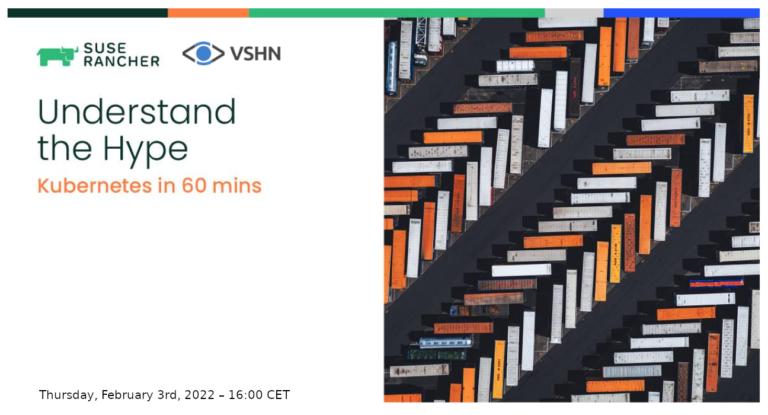 SUSE
RANCHER
VSHN
Understand
the Hype
Kubernetes in 60 mins
Thursday, February 3rd, 2022 – 16:00 CET